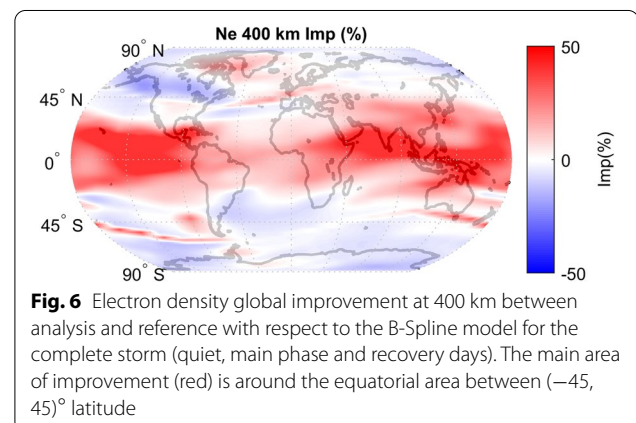 Ne 400 km Imp (%)
90° N
45° N
0°
45° S
90° S
50
0
-50
Imp(%)
Fig. 6 Electron density global improvement at 400 km between
analysis and reference with respect to the B-Spline model for the
complete storm (quiet, main phase and recovery days). The main area
of improvement (red) is around the equatorial area between (−45,
45)° latitude